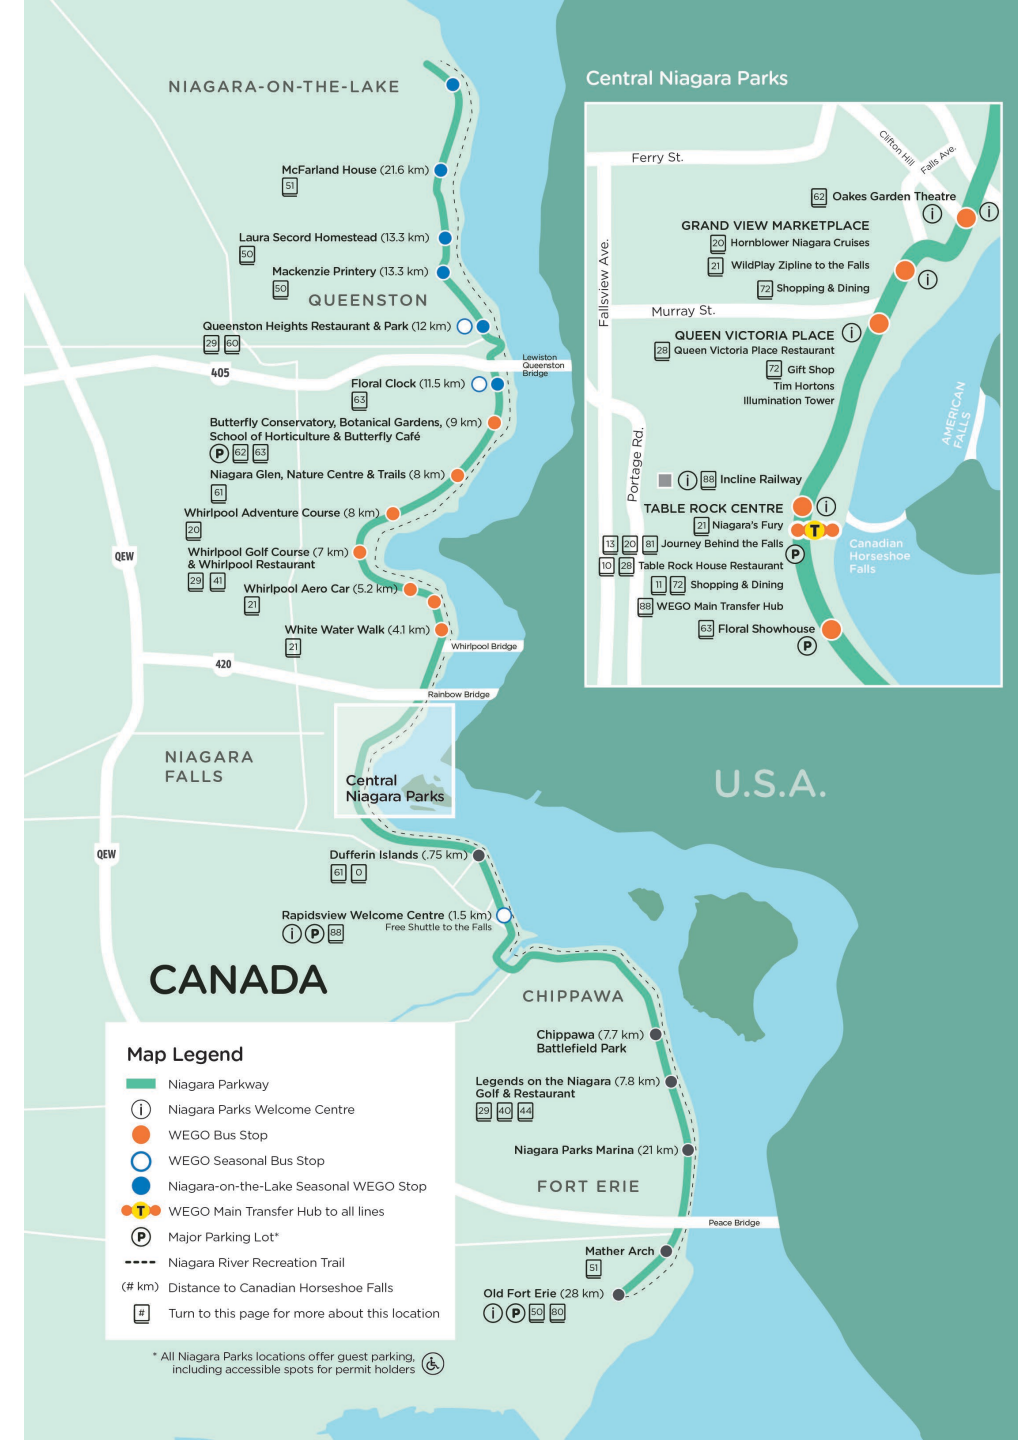 NIAGARA-ON-THE-LAKE
McFarland House (21.6 km)
51
Laura Secord Homestead (13.3 km)
50
Mackenzie Printery (13.3 km)
50
QUEENSTON
Queenston Heights Restaurant & Park (12 km)
29 60
Lewiston
Queenston
Bridge
405
Floral Clock (11.5 km)
63
Butterfly Conservatory, Botanical Gardens, (9 km)
School of Horticulture & Butterfly Café
P 62 63
Niagara Glen, Nature Centre & Trails (8 km)
61
Whirlpool Adventure Course (8 km)
20
Whirlpool Golf Course (7 km)
& Whirlpool Restaurant
29 41
QEW
Whirlpool Aero Car (5.2 km)
21
White Water Walk (4.1 km)
21
Whirlpool Bridge
420
Rainbow Bridge
NIAGARA
FALLS
Central
Niagara Parks
QEW
Dufferin Islands (.75 km)
61 0
Rapidsview Welcome Centre (1.5 km)
Free Shuttle to the Falls
i P 88
CANADA
U.S.A.
CHIPPAWA
Chippawa (7.7 km)
Battlefield Park
Legends on the Niagara (7.8 km)
Golf & Restaurant
29 40 44
Niagara Parks Marina (21 km)
FORT ERIE
Peace Bridge
Mather Arch
51
Old Fort Erie (28 km)
i P 50 80
Central Niagara Parks
Ferry St.
Clifton Hill
Falls Ave.
62 Oakes Garden Theatre
i i
Fallsview Ave.
GRAND VIEW MARKETPLACE
20 Hornblower Niagara Cruises
21 WildPlay Zipline to the Falls
i
72 Shopping & Dining
Murray St.
QUEEN VICTORIA PLACE i
28 Queen Victoria Place Restaurant
72 Gift Shop
Tim Hortons
Illumination Tower
AMERICAN
FALLS
Portage Rd.
i 88 Incline Railway
TABLE ROCK CENTRE i
21 Niagara's Fury
T
13 20 81 Journey Behind the Falls
P
10 28 Table Rock House Restaurant
11 72 Shopping & Dining
88 WEGO Main Transfer Hub
63 Floral Showhouse
P
Canadian
Horseshoe
Falls
Map Legend
Niagara Parkway
i Niagara Parks Welcome Centre
WEGO Bus Stop
WEGO Seasonal Bus Stop
Niagara-on-the-Lake Seasonal WEGO Stop
T WEGO Main Transfer Hub to all lines
P Major Parking Lot*
Niagara River Recreation Trail
(# km) Distance to Canadian Horseshoe Falls
# Turn to this page for more about this location
* All Niagara Parks locations offer guest parking,
including accessible spots for permit holders